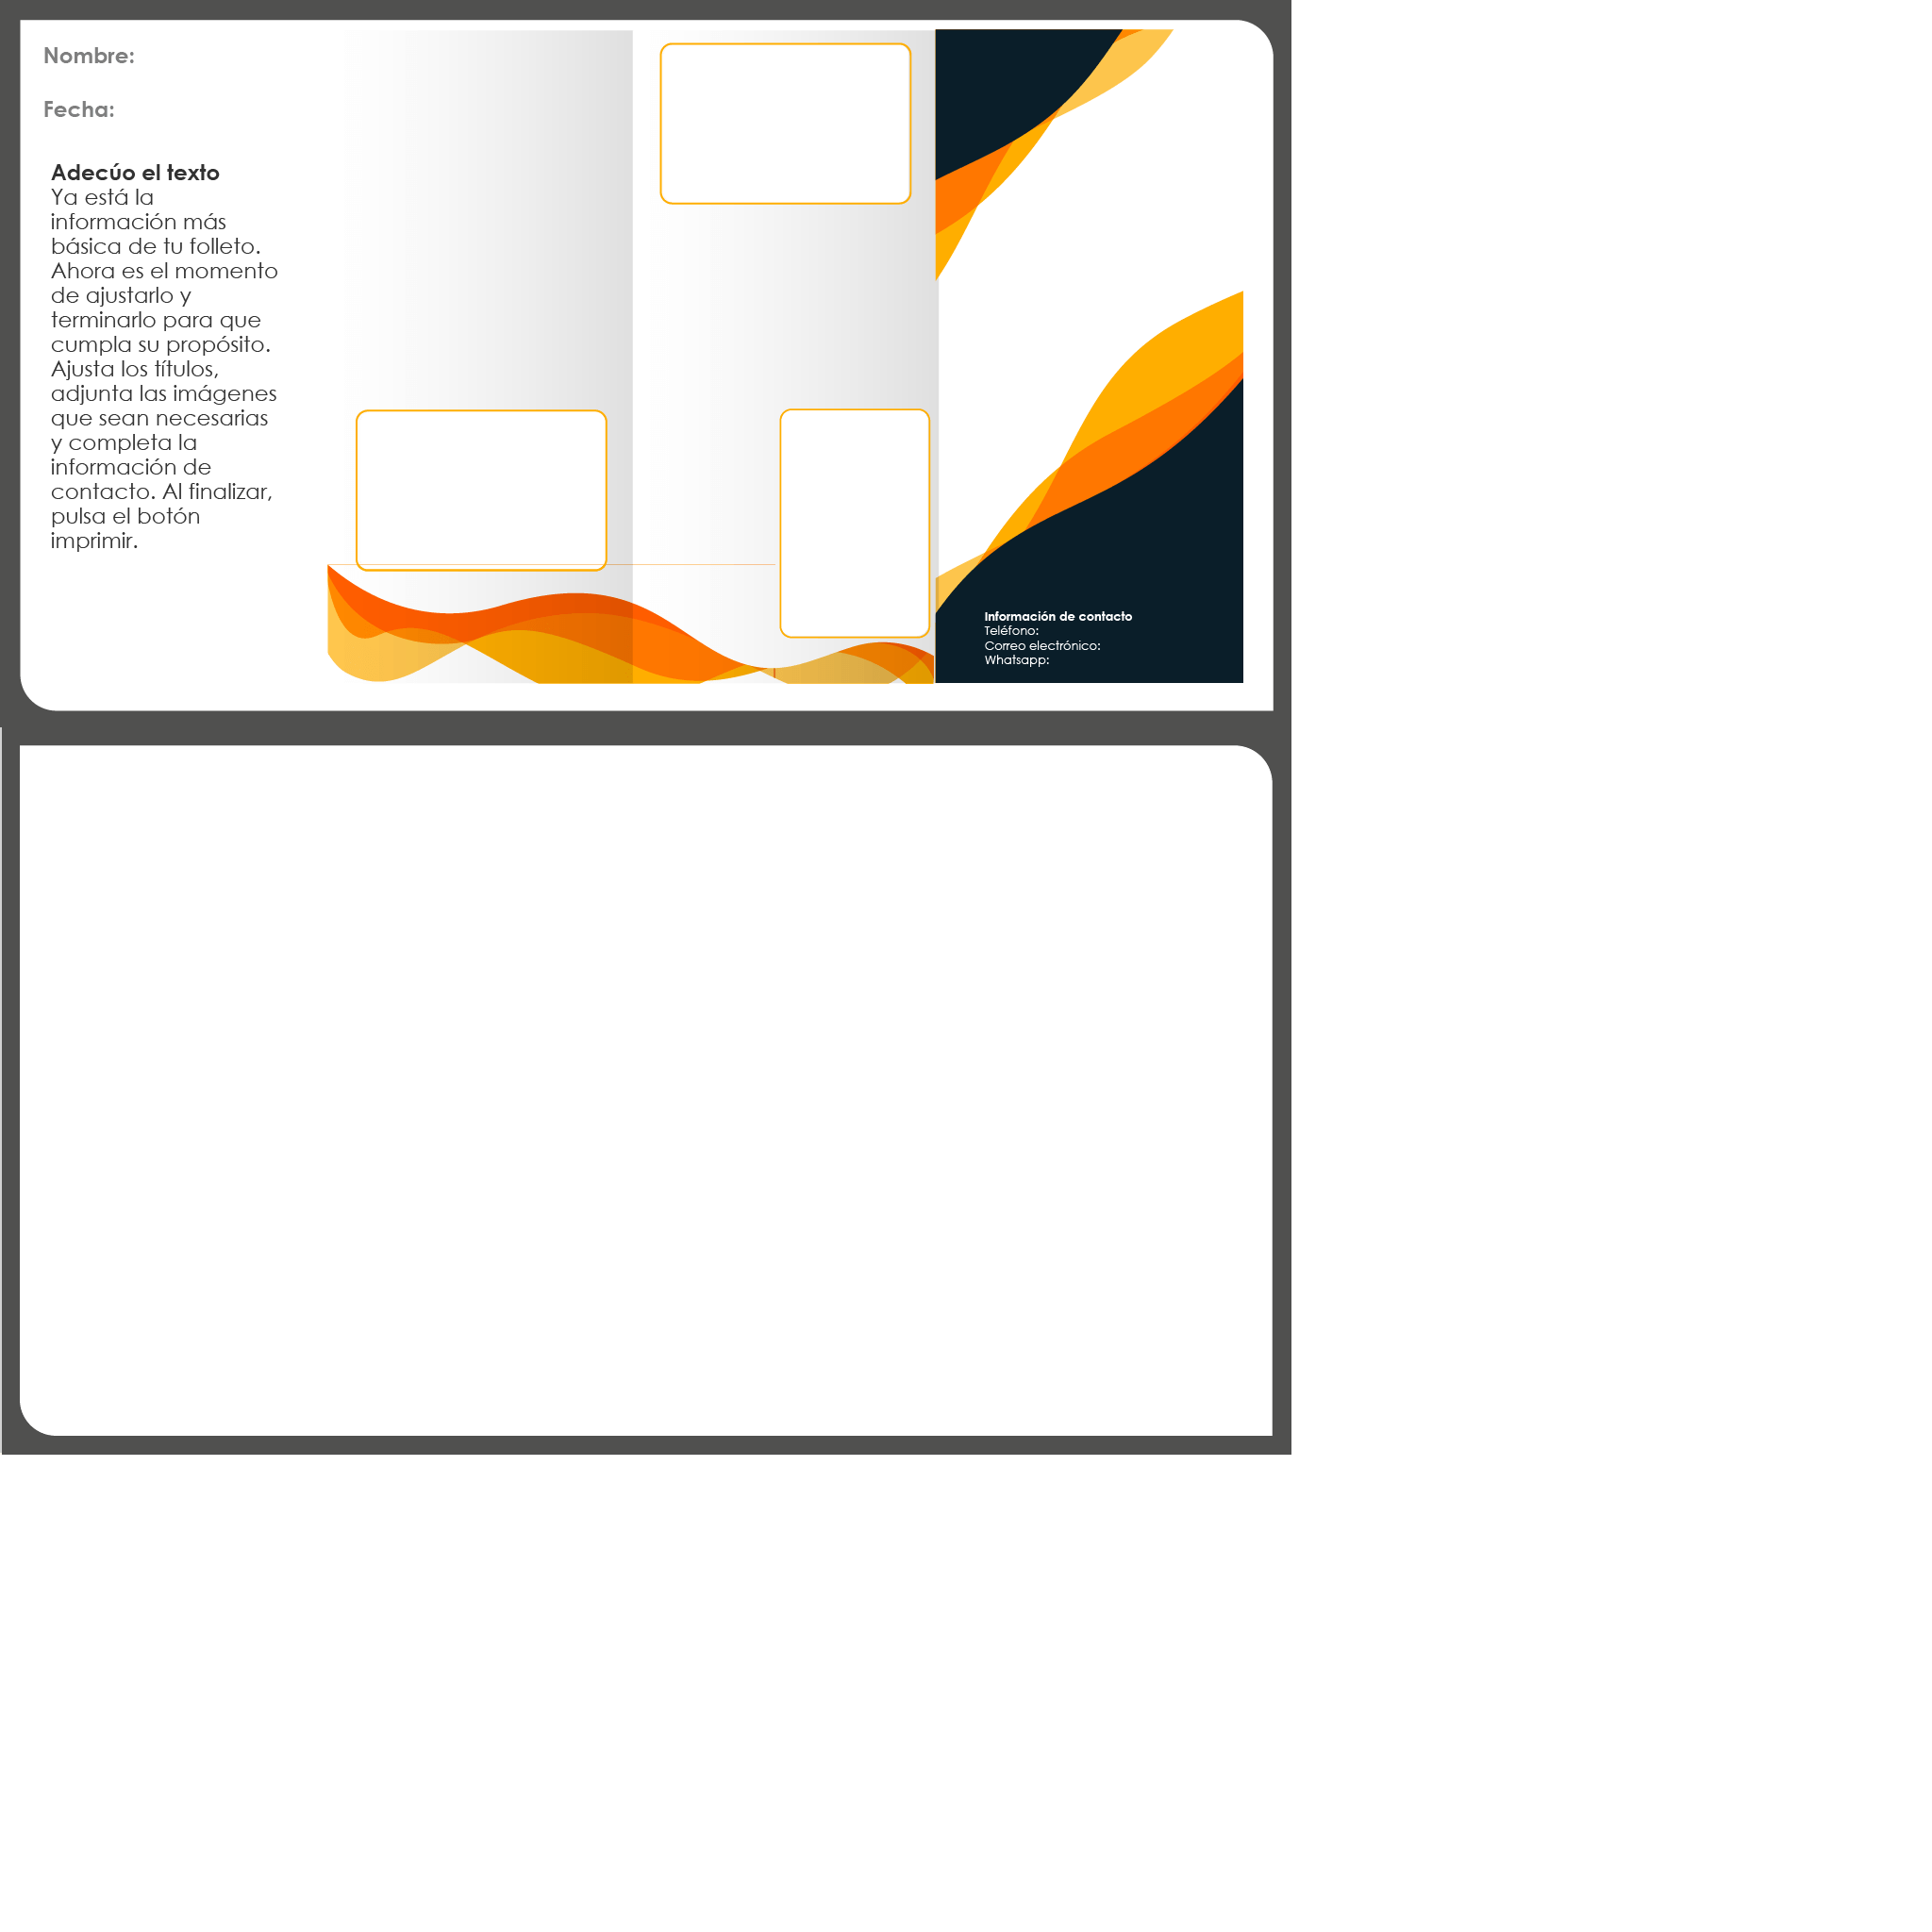 Nombre:
Fecha:
Adecúo el texto
Ya está la
información más
básica de tu folleto.
Ahora es el momento
de ajustarlo y
terminarlo para que
cumpla su propósito.
Ajusta los títulos,
adjunta las imágenes
que sean necesarias
y completa la
información de
contacto. Al finalizar,
pulsa el botón
imprimir.
Información de contacto
Teléfono:
Correo electrónico:
Whatsapp: